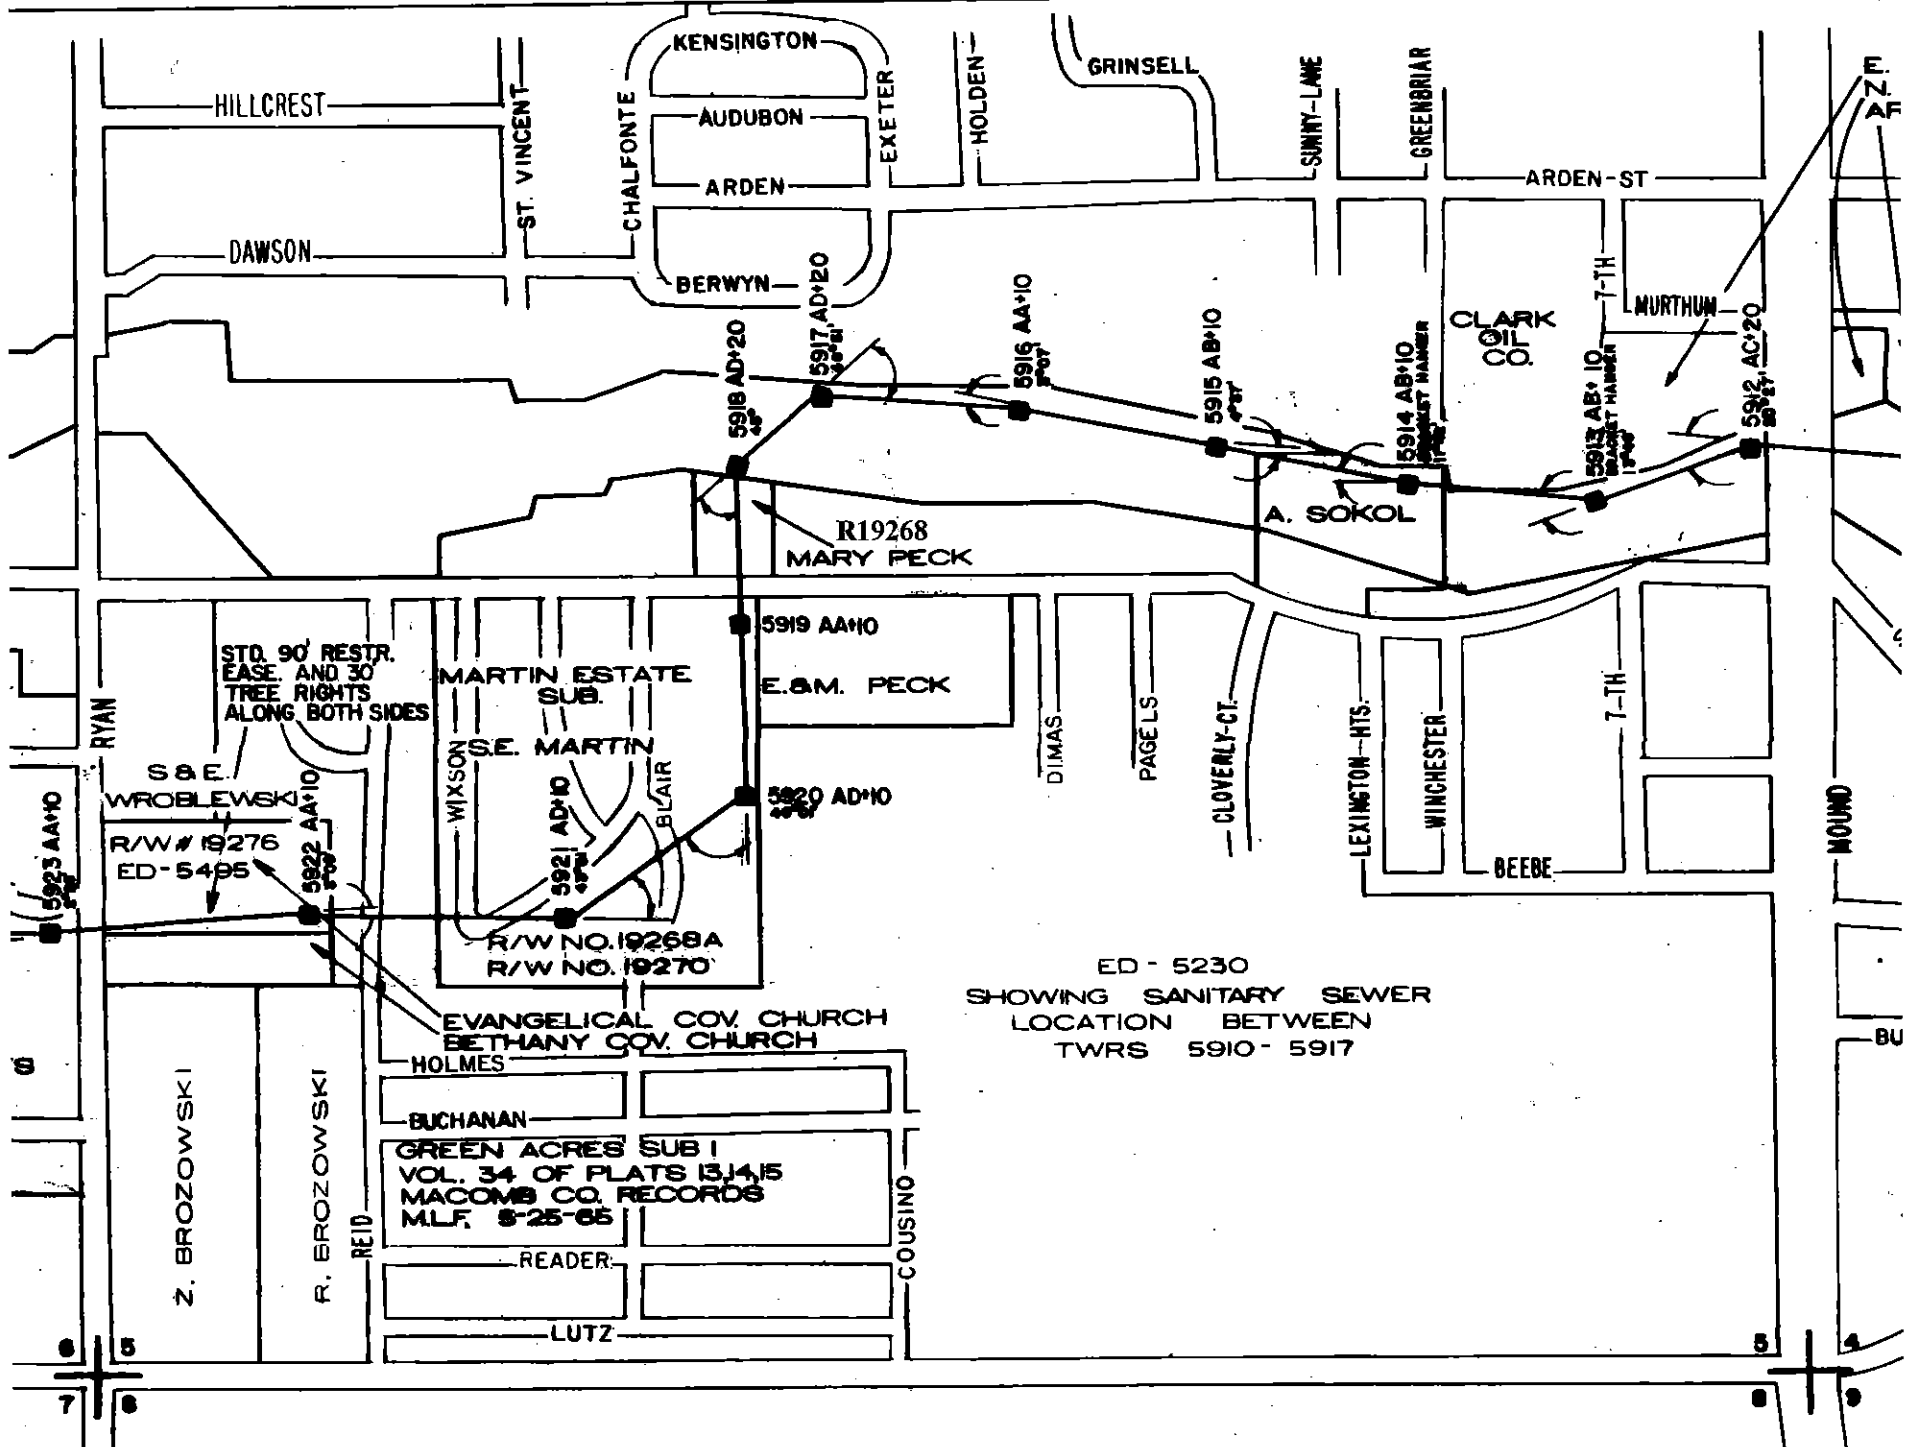 KENSINGTON
GRINSELL
E.
N.
HILLCREST
AUDUBON
ST. VINCENT
CHALFONTE
EXETER
HOLDEN
SUNNY-LANE
GREENBRIAR
ARDEN
ARDEN-ST
DAWSON
BERWYN
7-TH
MURTHUM
CLARK
OIL
CO.
5918 AD+20
45°
5917 AD+20
5916 AA+10
5915 AB+10
5914 AB+10
BRACKET HANGER
5913 AB+10
BRACKET HANGER
5912 AC+20
R19268
MARY PECK
A. SOKOL
5919 AA+10
STD. 90' RESTR.
EASE. AND 30'
TREE RIGHTS
ALONG BOTH SIDES
MARTIN ESTATE
SUB.
E.&M. PECK
RYAN
S.E. MARTIN
WIXSON
BLAIR
DIMAS
PAGELS
CLOVERLY-CT.
LEXINGTON-HTS.
WINCHESTER
7-TH
MOUND
BEEBE
S & E.
WROBLEWSKI
R/W # 19276
ED-5495
5923 AA+10
5922 AA+10
5921 AD+10
5920 AD+10
R/W NO. 19268A
R/W NO. 19270
EVANGELICAL COV. CHURCH
BETHANY COV. CHURCH
ED - 5230
SHOWING SANITARY SEWER
LOCATION BETWEEN
TWRS 5910 - 5917
S
BU
HOLMES
BUCHANAN
GREEN ACRES SUB 1
VOL. 34 OF PLATS 13,14,15
MACOMB CO. RECORDS
M.L.F. 8-25-65
Z. BROZOWSKI
R. BROZOWSKI
REID
COUSINO
READER
LUTZ
6 5
7 8
5 4
8 9